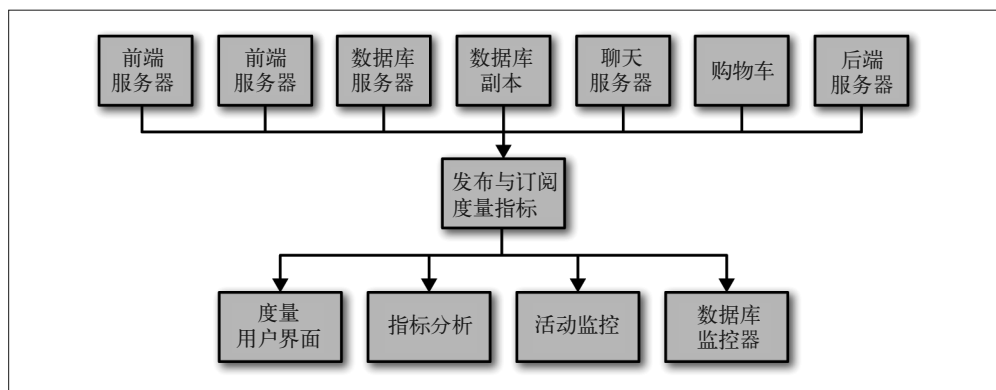 前端
服务器
前端
服务器
数据库
服务器
数据库
副本
聊天
服务器
购物车
后端
服务器
发布与订阅
度量指标
度量
用户界面
指标分析
活动监控
数据库
监控器